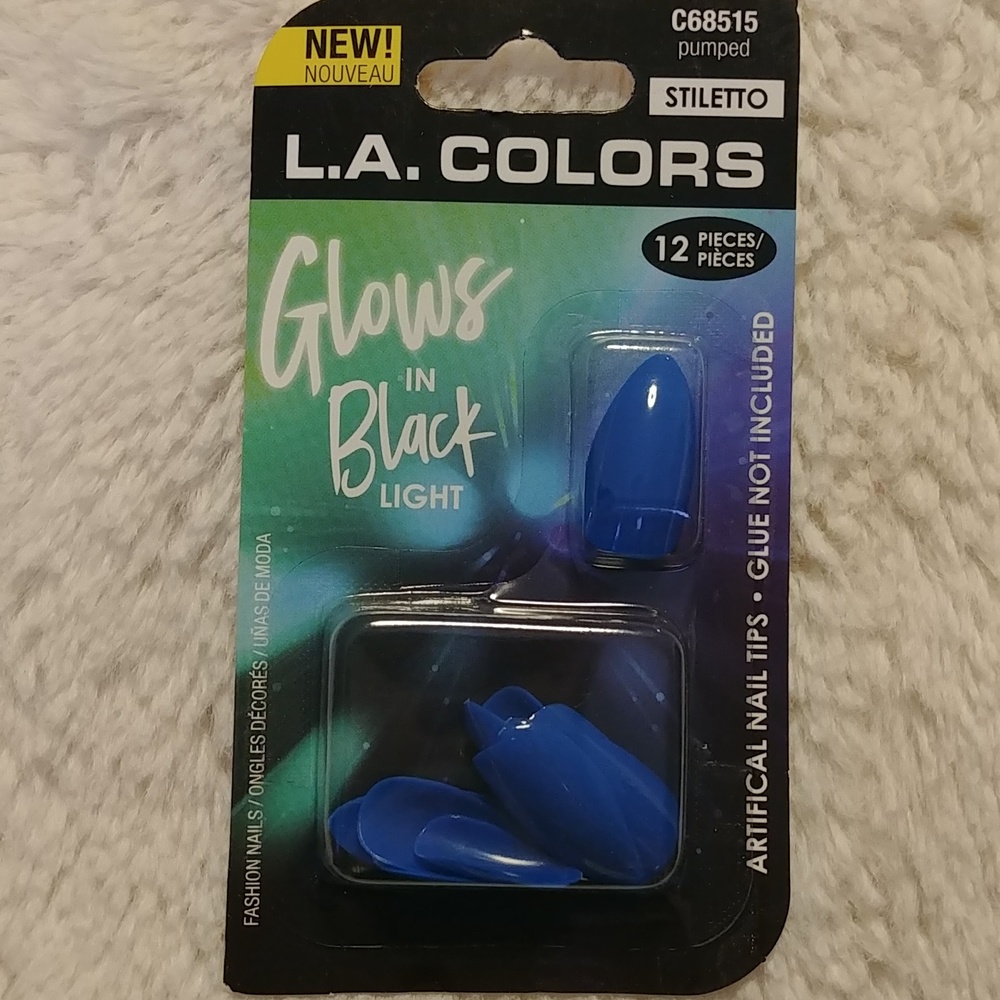 NEW!
NOUVEAU
C68515
pumped
STILETTO
L.A. COLORS
12 PIECES/
PIÈCES
Glows
IN
Black
LIGHT
FASHION NAILS / ONGLES DÉCORÉS / UÑAS DE MODA
ARTIFICAL NAIL TIPS • GLUE NOT INCLUDED